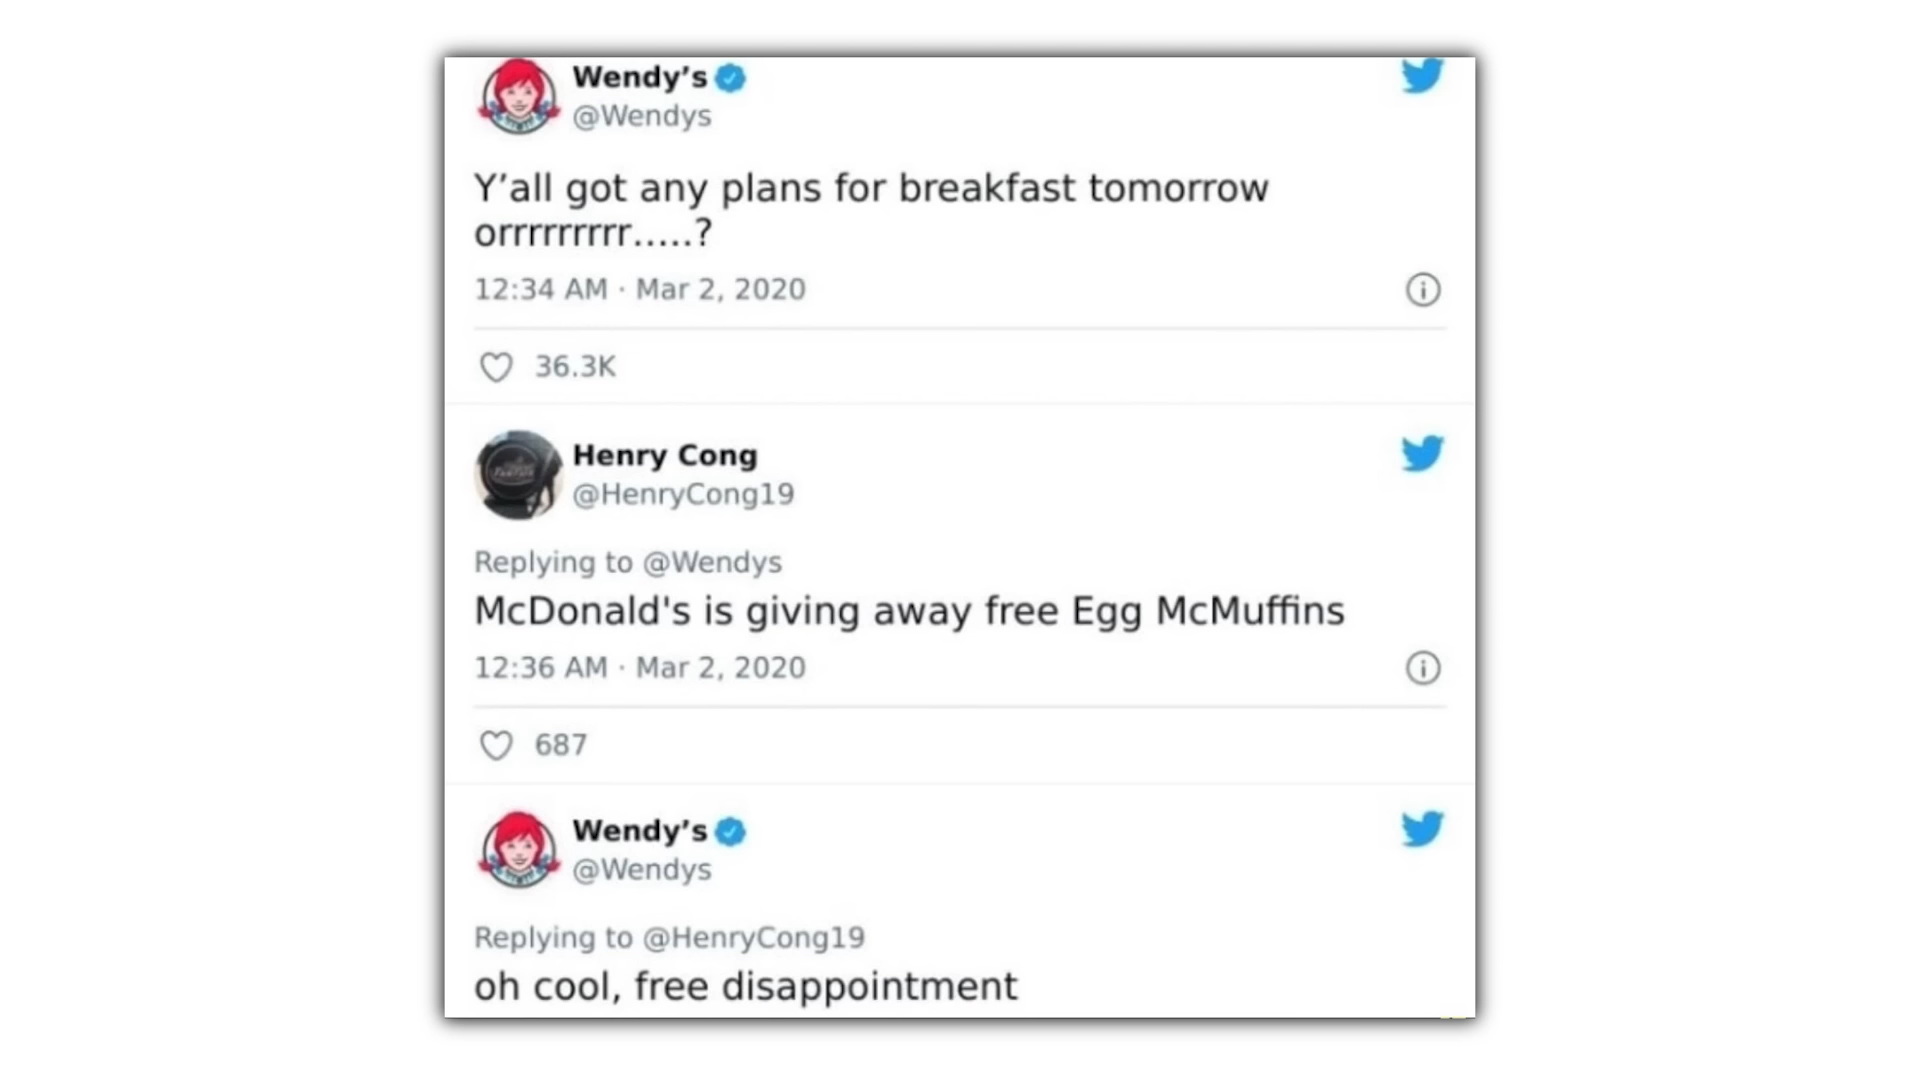 Wendy’s
@Wendys
Y’all got any plans for breakfast tomorrow
orrrrrrrrr.....?
12:34 AM · Mar 2, 2020
36.3K
Henry Cong
@HenryCong19
Replying to @Wendys
McDonald's is giving away free Egg McMuffins
12:36 AM · Mar 2, 2020
687
Wendy’s
@Wendys
Replying to @HenryCong19
oh cool, free disappointment